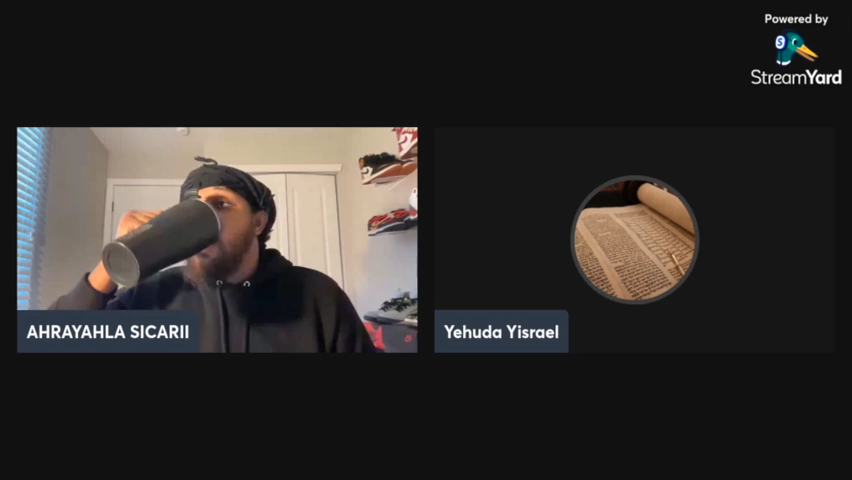 Powered by
StreamYard
AHRAYAHLA SICARII
Yehuda Yisrael